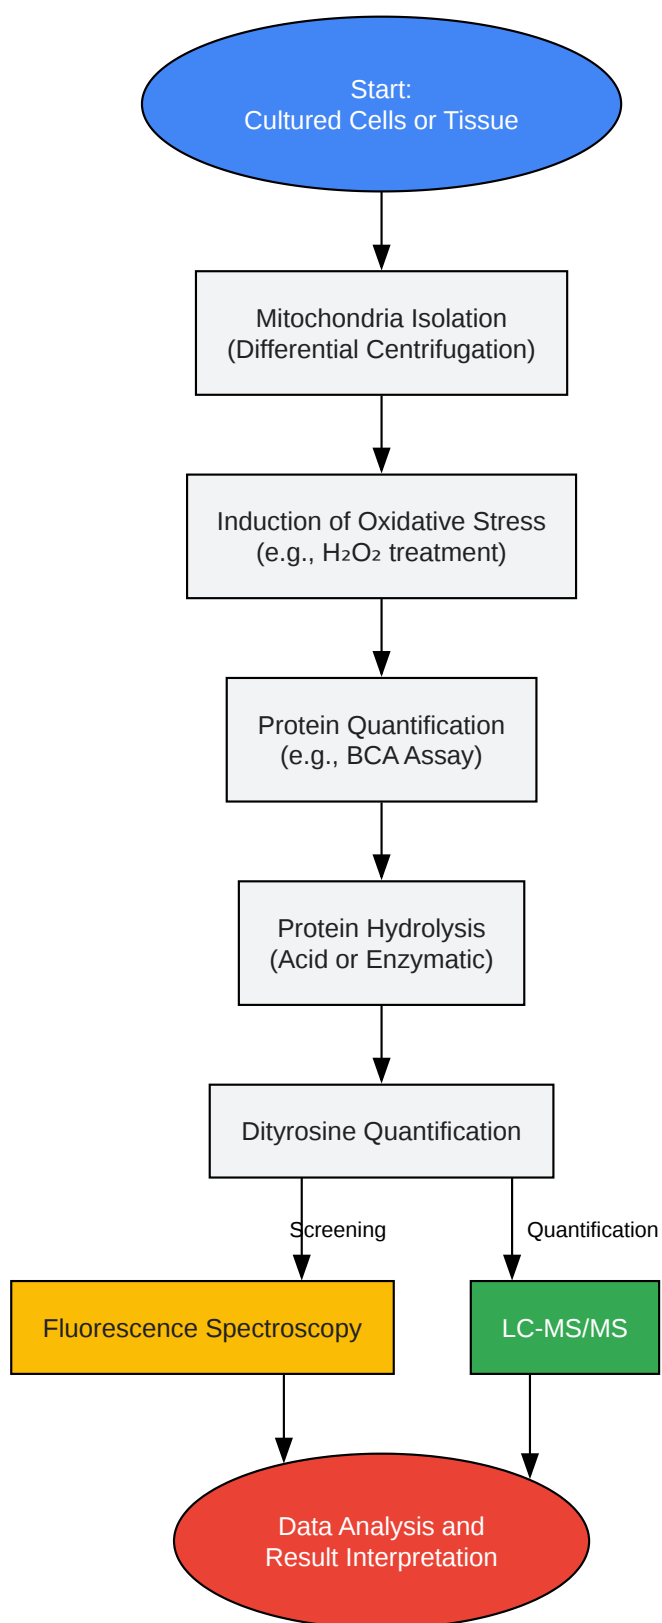 Start:
Cultured Cells or Tissue
Mitochondria Isolation
(Differential Centrifugation)
Induction of Oxidative Stress
(e.g., H₂O₂ treatment)
Protein Quantification
(e.g., BCA Assay)
Protein Hydrolysis
(Acid or Enzymatic)
Dityrosine Quantification
Screening
Quantification
Fluorescence Spectroscopy
LC-MS/MS
Data Analysis and
Result Interpretation